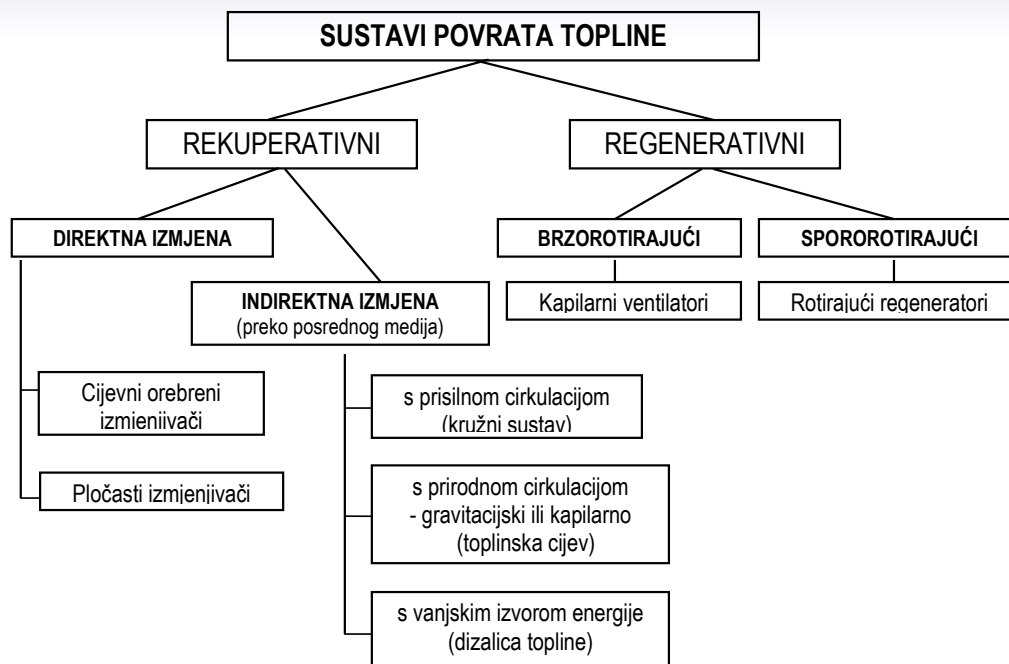 SUSTAVI POVRATA TOPLINE
REKUPERATIVNI
REGENERATIVNI
DIREKTNA IZMJENA
BRZOROTIRAJUĆI
SPOROROTIRAJUĆI
INDIREKTNA IZMJENA
(preko posrednog medija)
Kapilarni ventilatori
Rotirajući regeneratori
Cijevni orebreni
izmjenjivači
s prisilnom cirkulacijom
(kružni sustav)
Pločasti izmjenjivači
s prirodnom cirkulacijom
- gravitacijski ili kapilarno
(toplinska cijev)
s vanjskim izvorom energije
(dizalica topline)